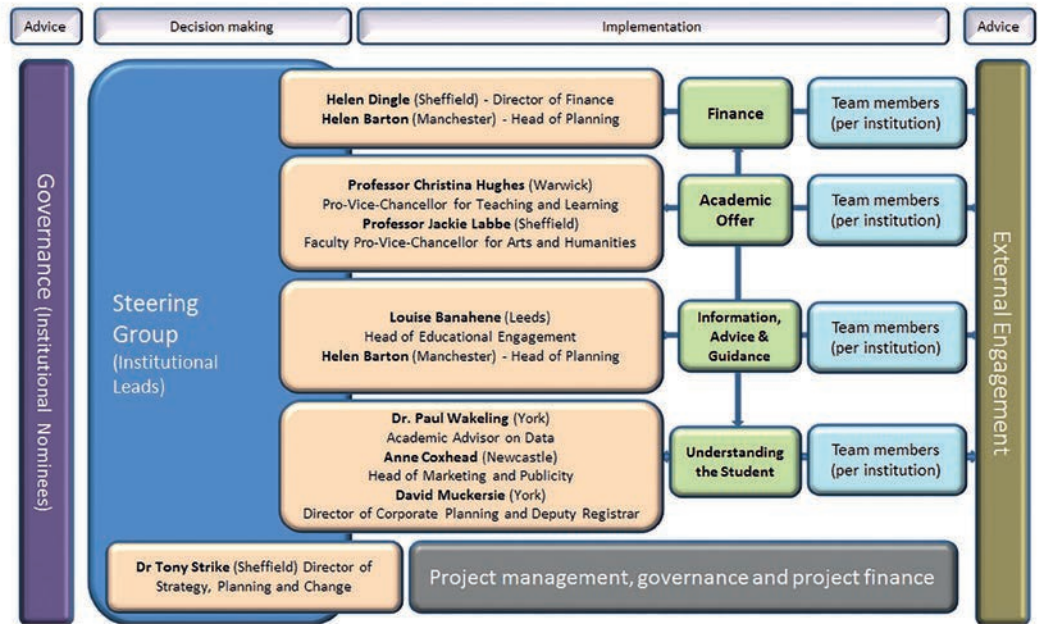 Advice
Decision making
Implementation
Advice
Governance (Institutional Nominees)
Steering
Group
(Institutional
Leads)
Helen Dingle (Sheffield) - Director of Finance
Helen Barton (Manchester) - Head of Planning
Finance
Team members
(per institution)
Professor Christina Hughes (Warwick)
Pro-Vice-Chancellor for Teaching and Learning
Professor Jackie Labbe (Sheffield)
Faculty Pro-Vice-Chancellor for Arts and Humanities
Academic
Offer
Team members
(per institution)
Louise Banahene (Leeds)
Head of Educational Engagement
Helen Barton (Manchester) - Head of Planning
Information,
Advice &
Guidance
Team members
(per institution)
Dr. Paul Wakeling (York)
Academic Advisor on Data
Anne Coxhead (Newcastle)
Head of Marketing and Publicity
David Muckersie (York)
Director of Corporate Planning and Deputy Registrar
Understanding
the Student
Team members
(per institution)
Dr Tony Strike (Sheffield) Director of
Strategy, Planning and Change
Project management, governance and project finance
External Engagement